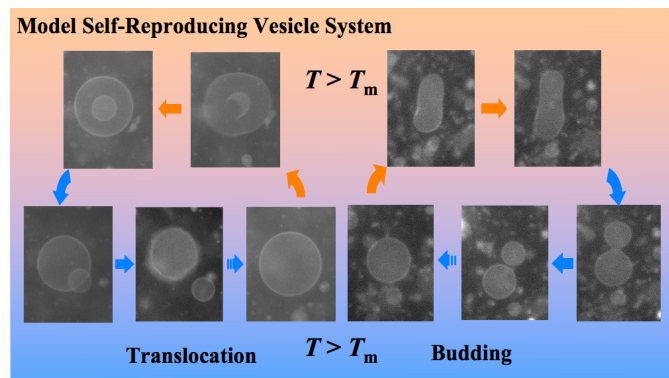 Model Self-Reproducing Vesicle System
T > Tm
Translocation
T > Tm
Budding